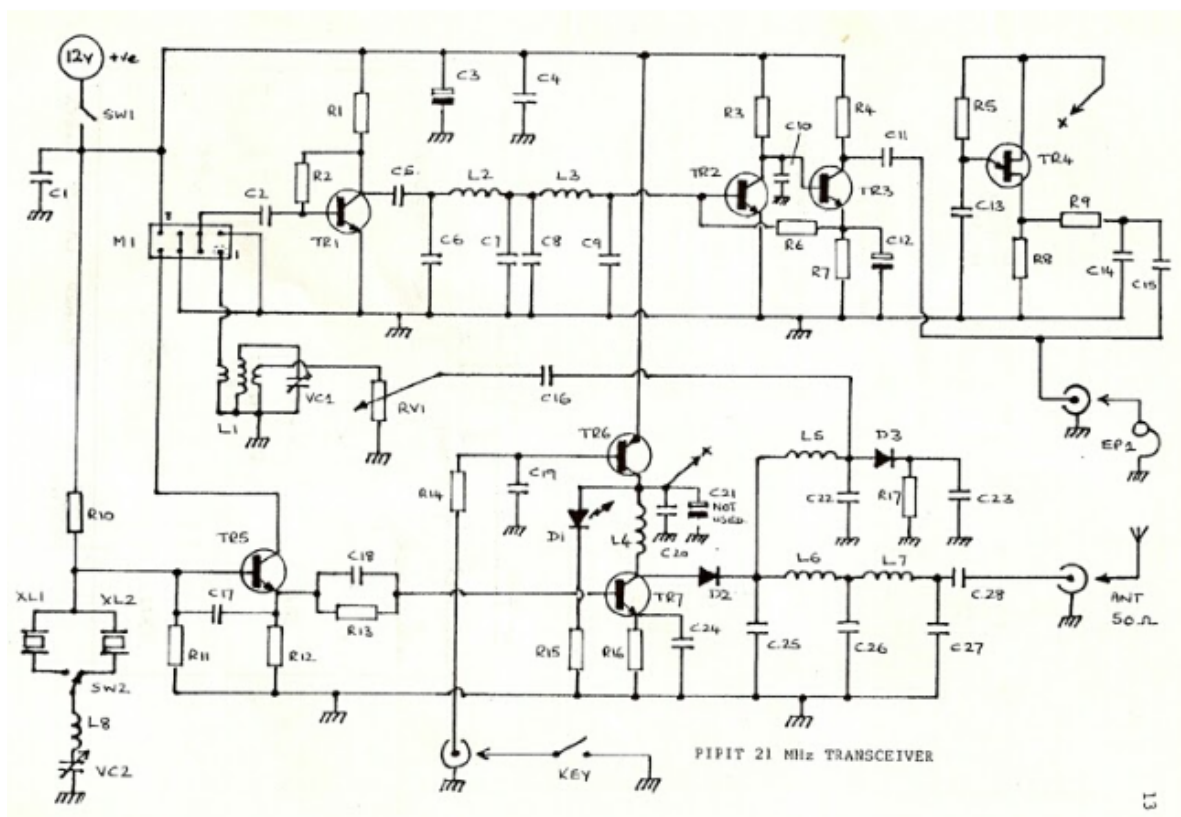 12v +ve
SW1
C1
R1
C3
C4
R3
R4
C10
C11
R5
x
TR4
R2
C2
C5.
L2
L3
TR2
TR3
C13
R9
M1
8
1
TR1
C6
C7
C8
C9
R6
R7
C12
R8
C14
C15
L1
VC1
RV1
C16
EP1
TR6
x
L5
D3
R10
R14
C19
D1
L4
C20
C21
NOT
USED
C22
R17
C23
TR5
C18
R13
L6
L7
XL1
XL2
C17
TR7
D2
C28
ANT
50Ω
R11
R12
R15
R16
C24
C25
C26
C27
SW2
L8
VC2
KEY
PIPIT 21 MHz TRANSCEIVER
13